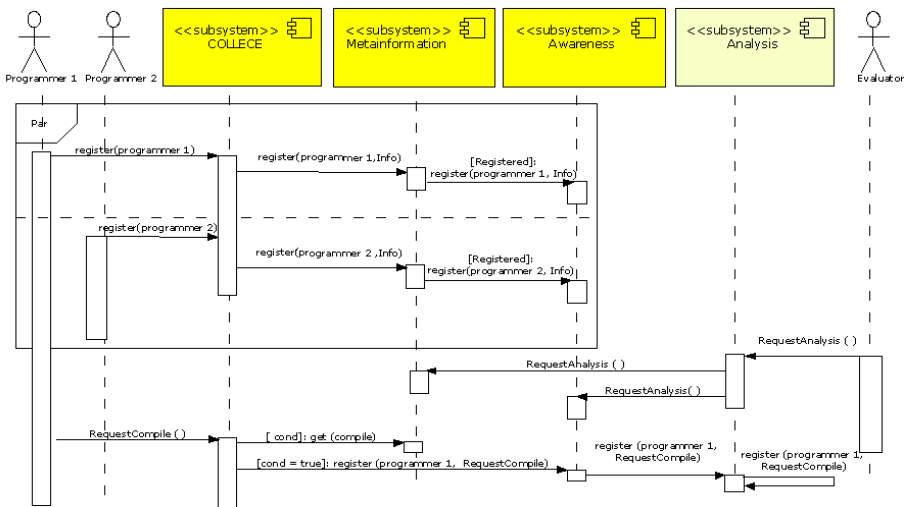 <<subsystem>>
COLLECE
<<subsystem>>
Metainformation
<<subsystem>>
Awareness
<<subsystem>>
Analysis
Programmer 1
Programmer 2
Evaluator
Par
register(programmer 1)
register(programmer 1,Info)
[Registered]:
register(programmer 1, Info)
register(programmer 2)
register(programmer 2 ,Info)
[Registered]:
register(programmer 2, Info)
RequestAnalysis ( )
RequestAnalysis ( )
RequestAnalysis( )
RequestCompile ( )
[ cond]: get (compile)
[cond = true]: register (programmer 1, RequestCompile)
register (programmer 1,
RequestCompile)
register (programmer 1,
RequestCompile)